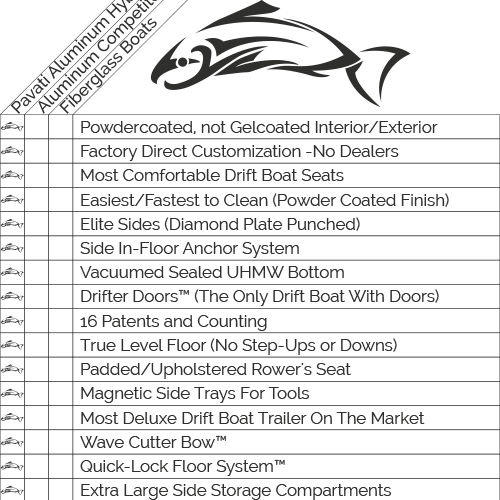 Pavati Aluminum
Aluminum
Fiberglass Boats
Powdercoated, not Gelcoated Interior/Exterior
Factory Direct Customization -No Dealers
Most Comfortable Drift Boat Seats
Easiest/Fastest to Clean (Powder Coated Finish)
Elite Sides (Diamond Plate Punched)
Side In-Floor Anchor System
Vacuumed Sealed UHMW Bottom
Drifter Doors™ (The Only Drift Boat With Doors)
16 Patents and Counting
True Level Floor (No Step-Ups or Downs)
Padded/Upholstered Rower's Seat
Magnetic Side Trays For Tools
Most Deluxe Drift Boat Trailer On The Market
Wave Cutter Bow™
Quick-Lock Floor System™
Extra Large Side Storage Compartments